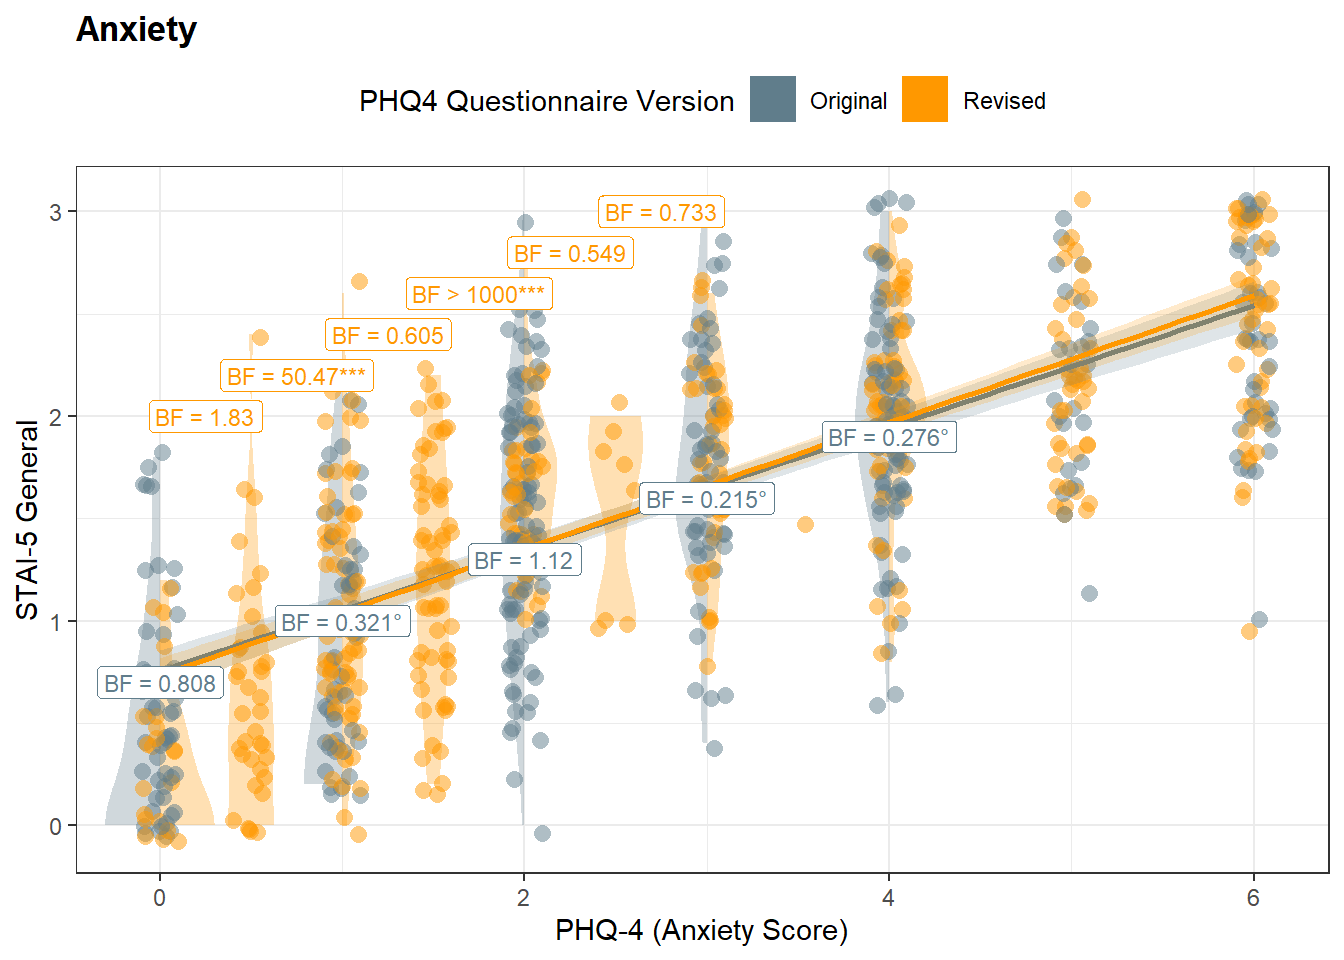 Anxiety
PHQ4 Questionnaire Version Original Revised
STAI-5 General
3
2
1
0
BF = 0.733
BF = 0.549
BF > 1000***
BF = 0.605
BF = 50.47***
BF = 1.83
BF = 0.276°
BF = 0.215°
BF = 1.12
BF = 0.321°
BF = 0.808
0 2 4 6
PHQ-4 (Anxiety Score)